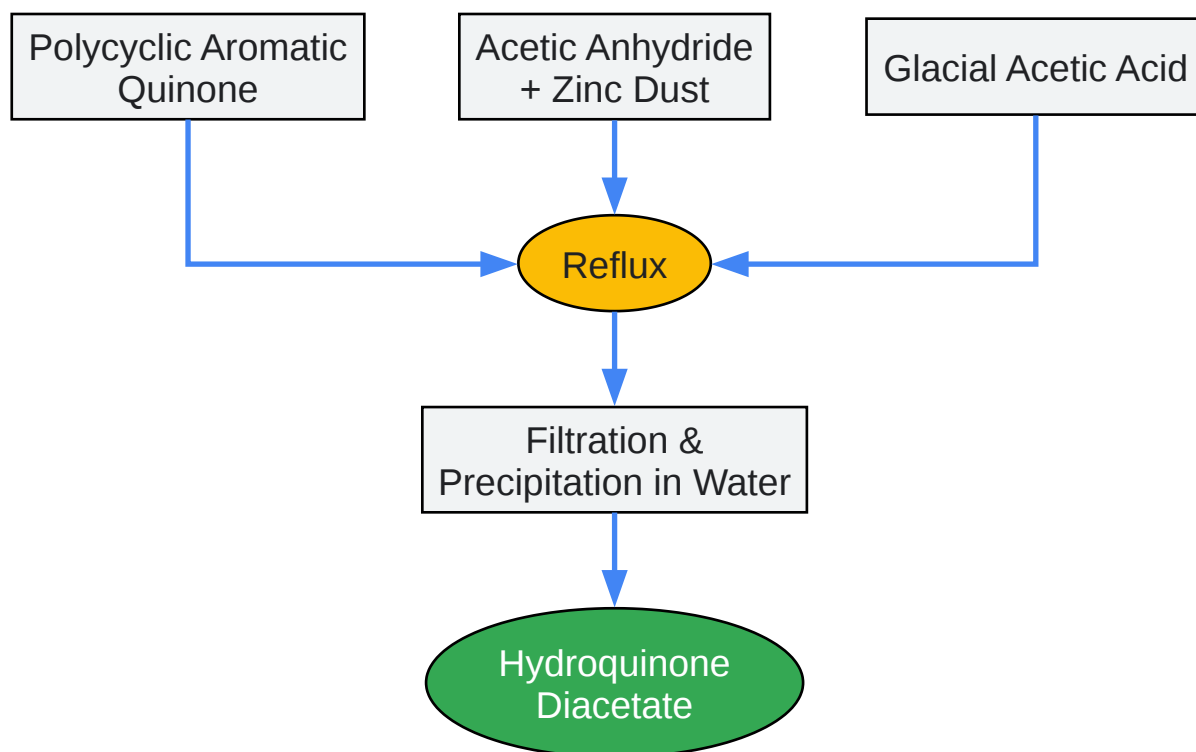 Polycyclic Aromatic
Quinone
Acetic Anhydride
+ Zinc Dust
Glacial Acetic Acid
Reflux
Filtration &
Precipitation in Water
Hydroquinone
Diacetate